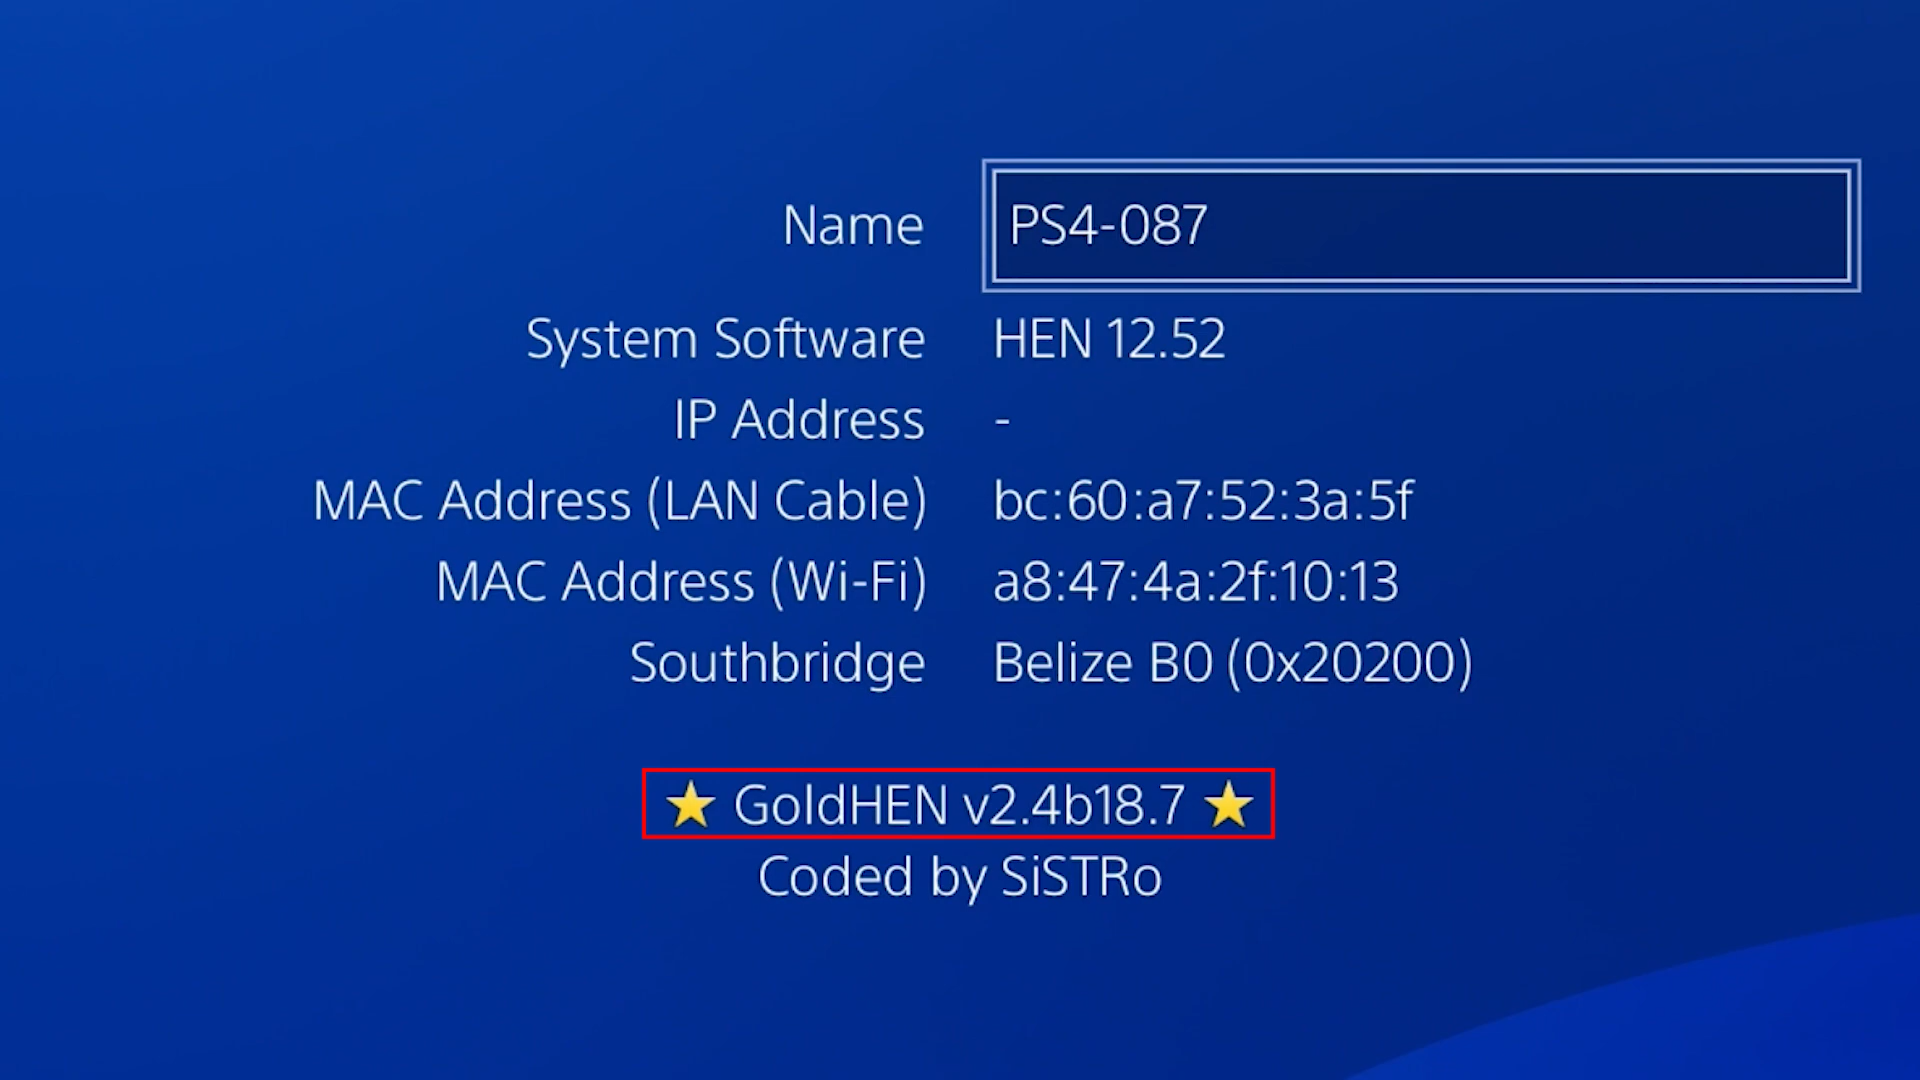 Name PS4-087
System Software HEN 12.52
IP Address -
MAC Address (LAN Cable) bc:60:a7:52:3a:5f
MAC Address (Wi-Fi) a8:47:4a:2f:10:13
Southbridge Belize B0 (0x20200)
⭐ GoldHEN v2.4b18.7 ⭐
Coded by SiSTRo